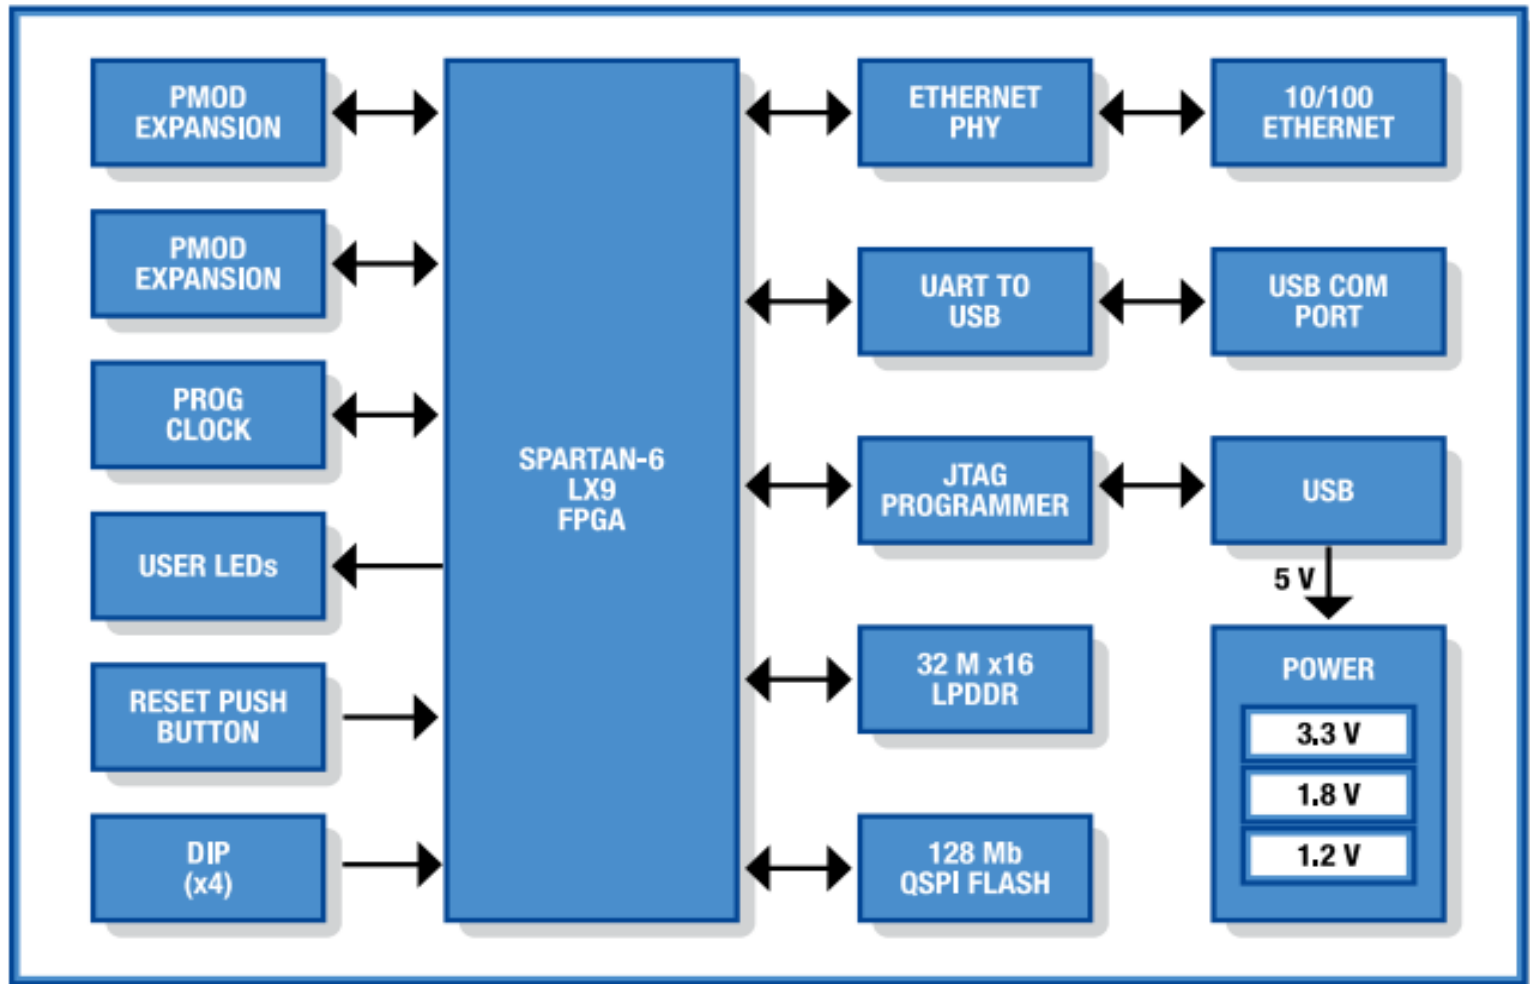 PMOD
EXPANSION
PMOD
EXPANSION
PROG
CLOCK
USER LEDs
RESET PUSH
BUTTON
DIP
(x4)
SPARTAN-6
LX9
FPGA
ETHERNET
PHY
10/100
ETHERNET
UART TO
USB
USB COM
PORT
JTAG
PROGRAMMER
USB
5 V
32 M x16
LPDDR
128 Mb
QSPI FLASH
POWER
3.3 V
1.8 V
1.2 V